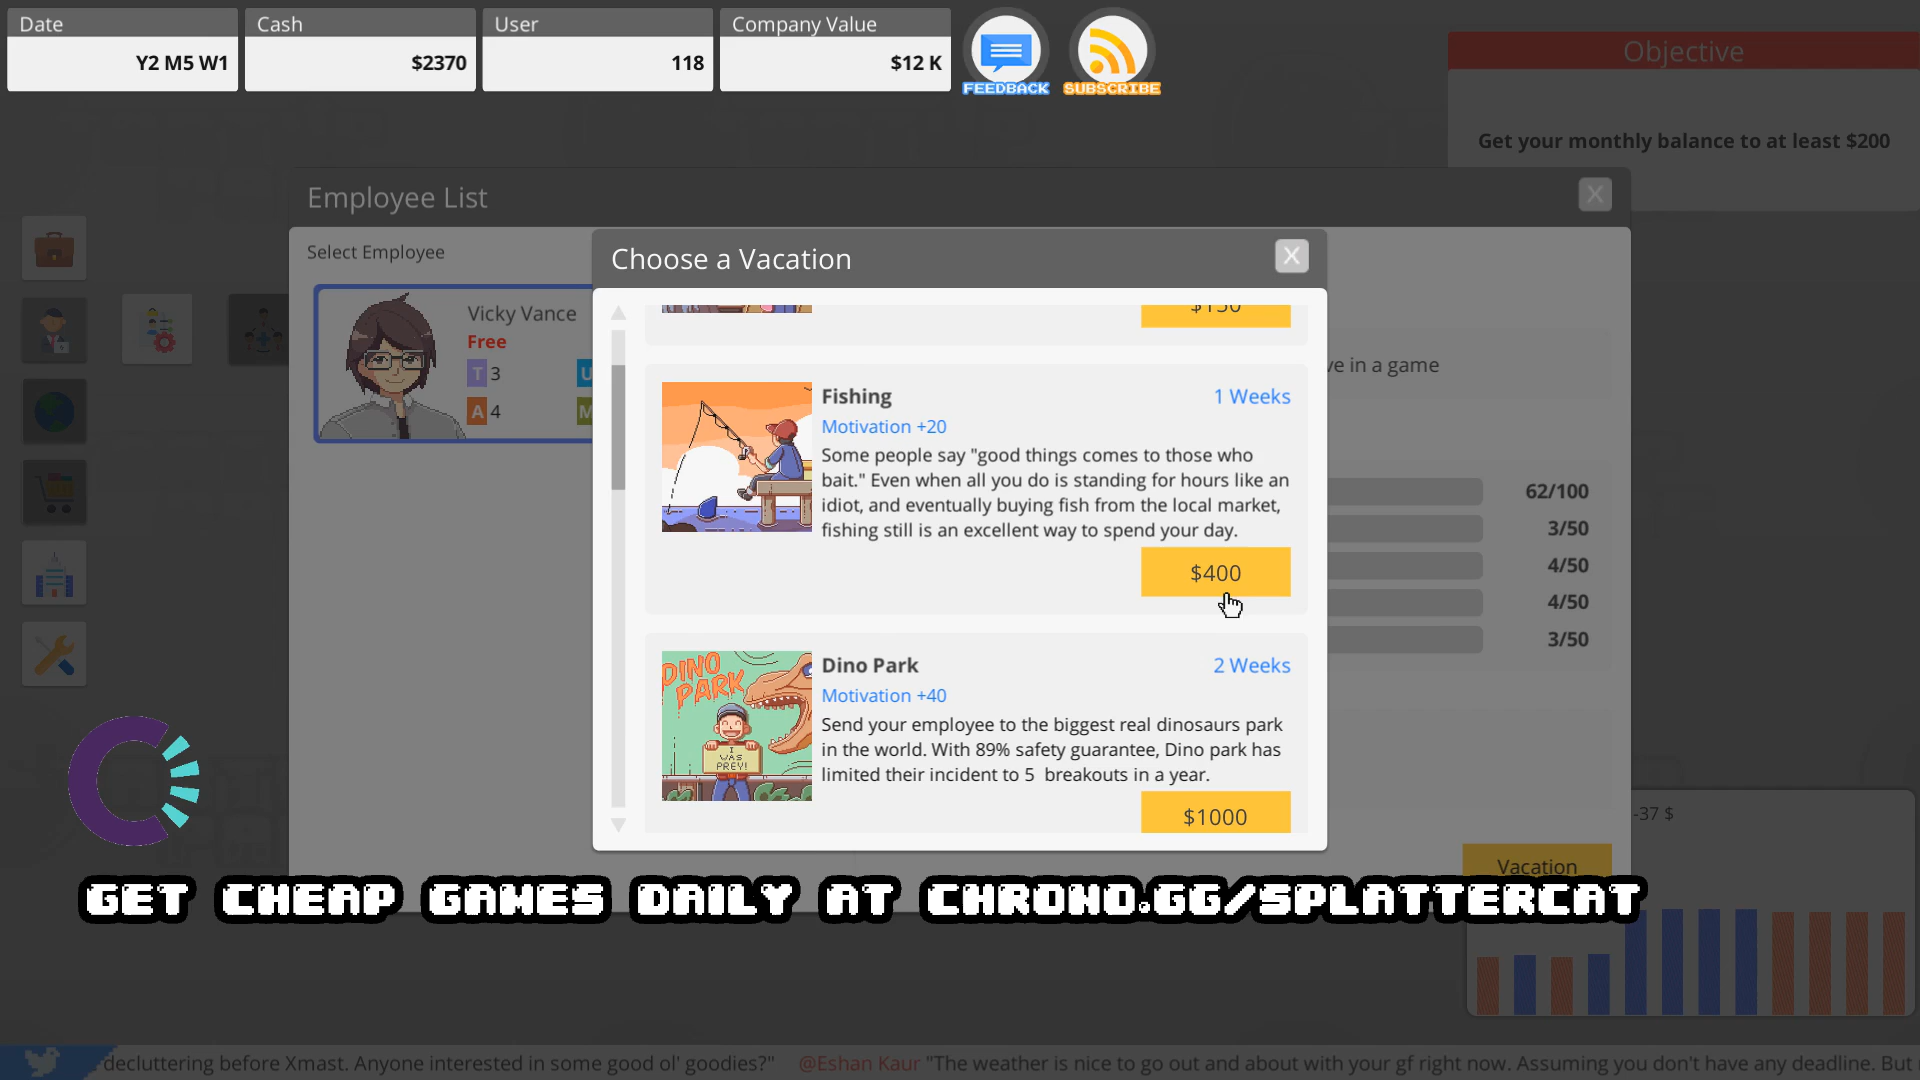 Date
Y2 M5 W1
Cash
$2370
User
118
Company Value
$12 K
FEEDBACK
SUBSCRIBE
Objective
Get your monthly balance to at least $200
Employee List
X
Select Employee
Vicky Vance
Free
T 3
U
A 4
M
Choose a Vacation
X
$150
Fishing
1 Weeks
Motivation +20
Some people say "good things comes to those who
bait." Even when all you do is standing for hours like an
idiot, and eventually buying fish from the local market,
fishing still is an excellent way to spend your day.
$400
DINO
PARK
I
WAS
PREY!
Dino Park
2 Weeks
Motivation +40
Send your employee to the biggest real dinosaurs park
in the world. With 89% safety guarantee, Dino park has
limited their incident to 5 breakouts in a year.
$1000
ve in a game
62/100
3/50
4/50
4/50
3/50
-37 $
Vacation
GET CHEAP GAMES DAILY AT CHRONO.GG/SPLATTERCAT
decluttering before Xmast. Anyone interested in some good ol' goodies?" @Eshan Kaur "The weather is nice to go out and about with your gf right now. Assuming you don't have any deadline. But